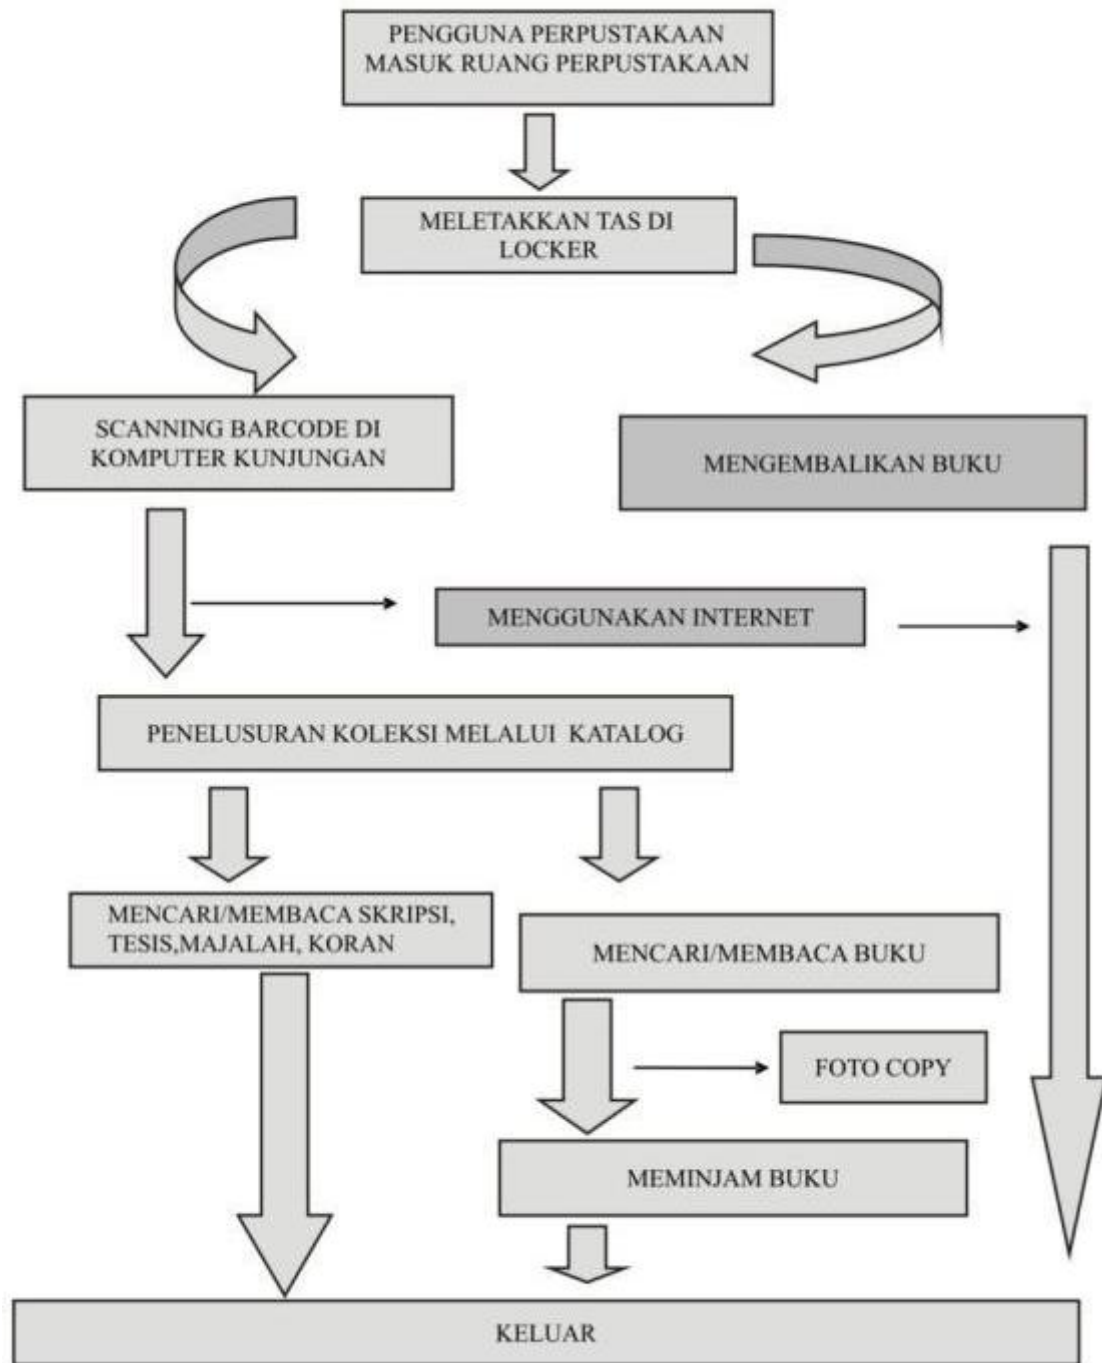 PENGGUNA PERPUSTAKAAN
MASUK RUANG PERPUSTAKAAN
MELETAKKAN TAS DI
LOCKER
SCANNING BARCODE DI
KOMPUTER KUNJUNGAN
MENGEMBALIKAN BUKU
MENGGUNAKAN INTERNET
PENELUSURAN KOLEKSI MELALUI KATALOG
MENCARI/MEMBACA SKRIPSI,
TESIS,MAJALAH, KORAN
MENCARI/MEMBACA BUKU
FOTO COPY
MEMINJAM BUKU
KELUAR